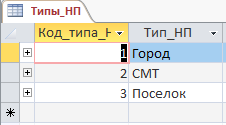 Типы_НП
Код_типа_Н Тип_НП
1 Город
2 СМТ
3 Поселок